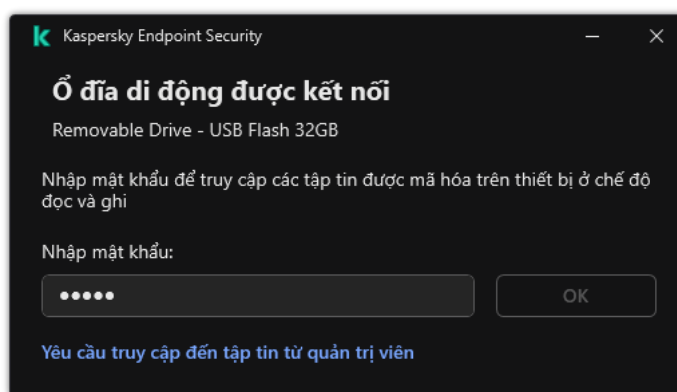 Kaspersky Endpoint Security
Ổ đĩa di động được kết nối
Removable Drive - USB Flash 32GB
Nhập mật khẩu để truy cập các tập tin được mã hóa trên thiết bị ở chế độ
đọc và ghi
Nhập mật khẩu:
•••••
OK
Yêu cầu truy cập đến tập tin từ quản trị viên